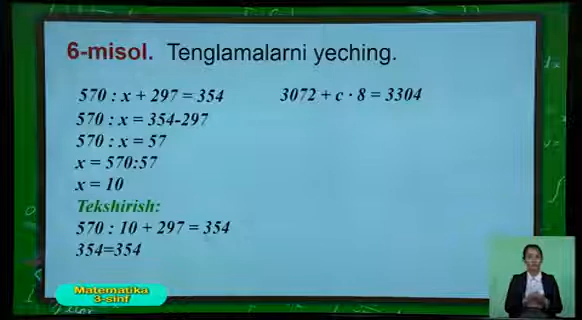 6-misol. Tenglamalarni yeching.
570 : x + 297 = 354
570 : x = 354-297
570 : x = 57
x = 570:57
x = 10
Tekshirish:
570 : 10 + 297 = 354
354=354
3072 + c · 8 = 3304
Matematika
3-sinf